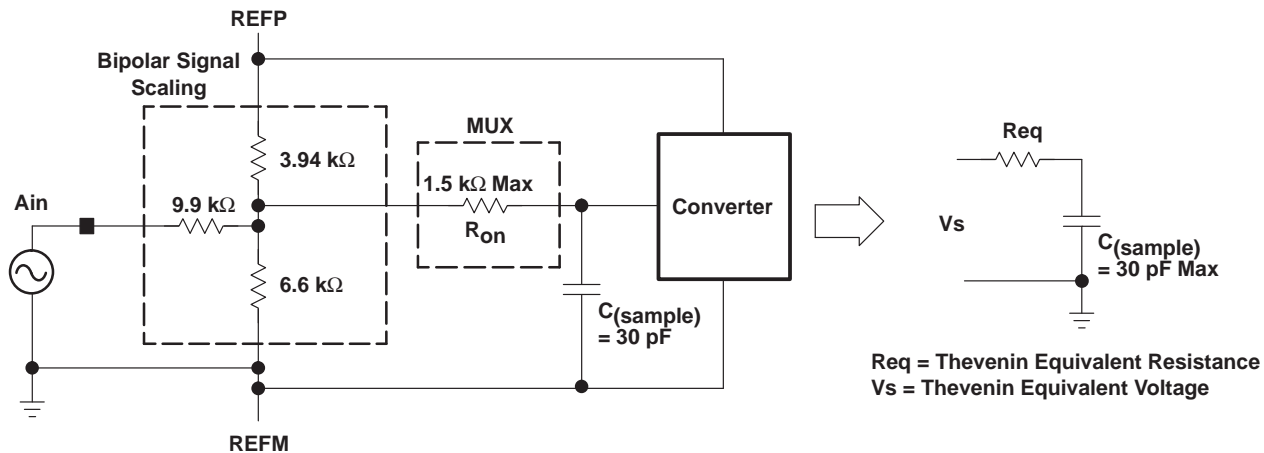 REFP
Bipolar Signal
Scaling
3.94 kΩ
9.9 kΩ
6.6 kΩ
Ain
MUX
1.5 kΩ Max
Ron
C(sample)
= 30 pF
Converter
REFM
Req
Vs
C(sample)
= 30 pF Max
Req = Thevenin Equivalent Resistance
Vs = Thevenin Equivalent Voltage